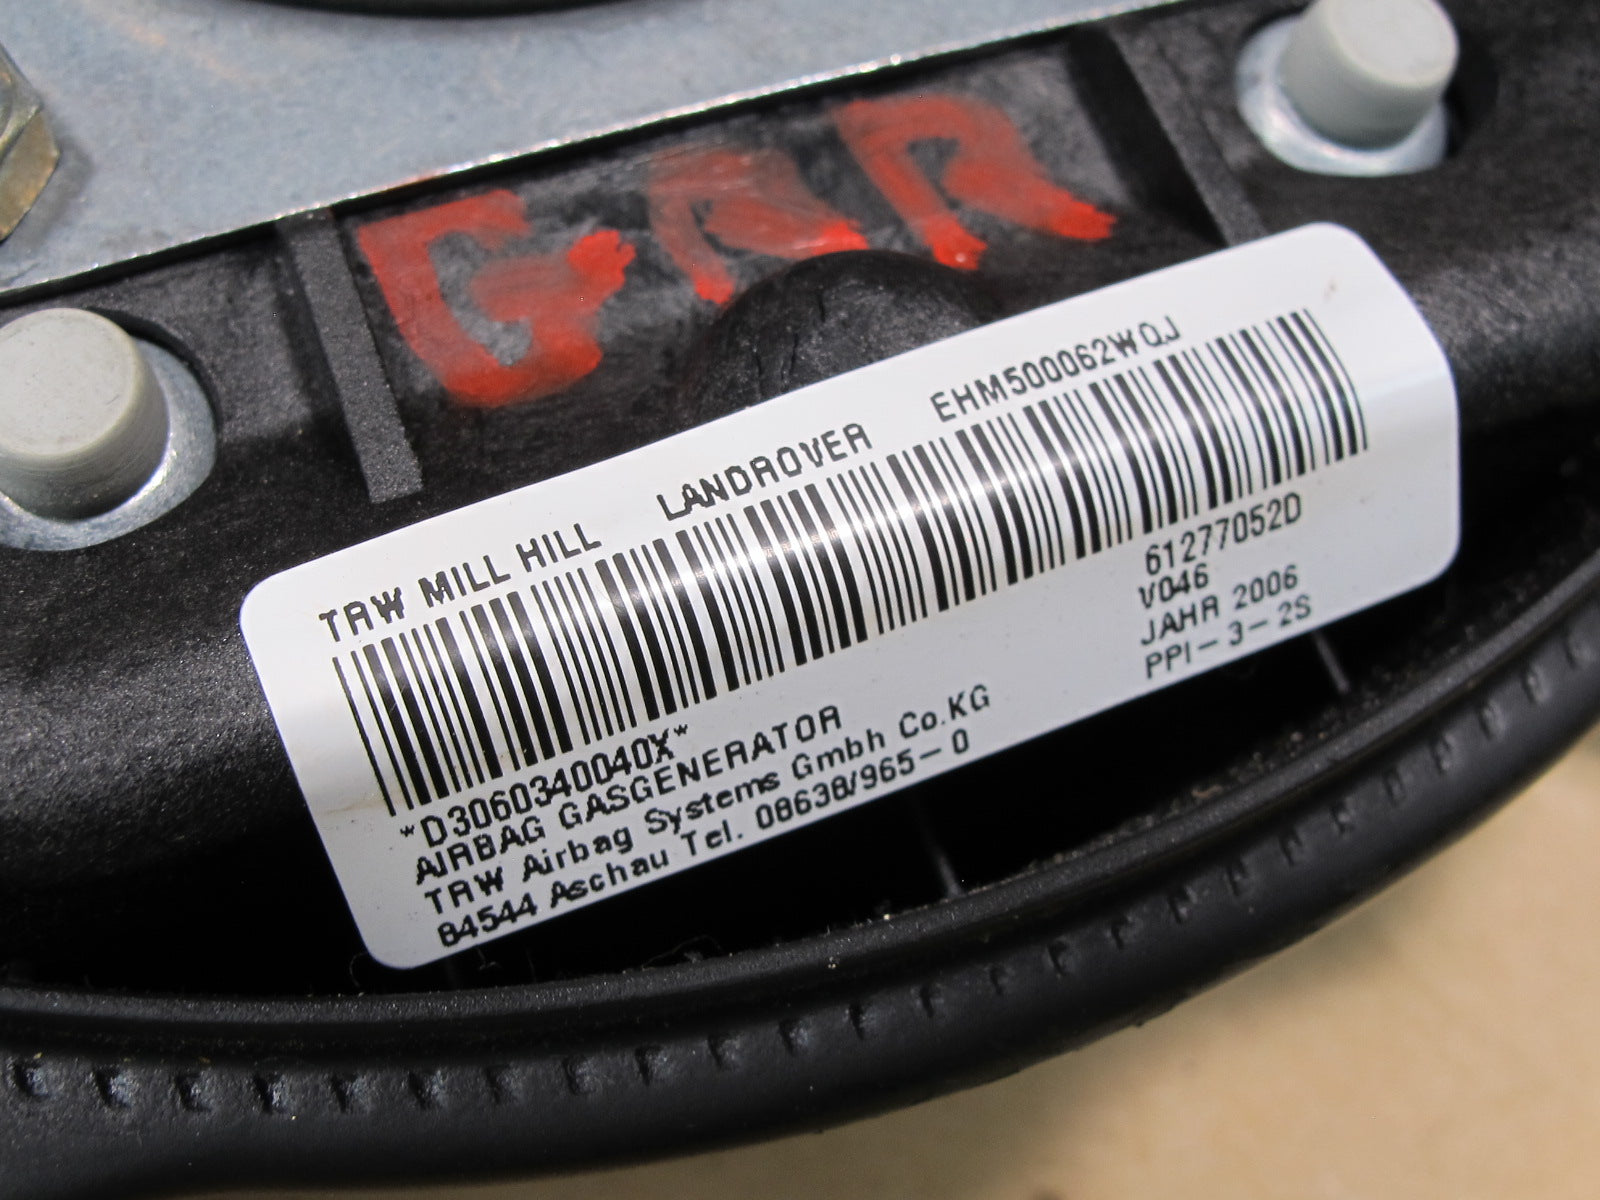 GAR
TRW MILL HILL LANDROVER EHM500062WQJ
*D3060340040X*
61277052D
AIRBAG GASGENERATOR
V046
TRW Airbag Systems Gmbh Co.KG
JAHR 2006
84544 Aschau Tel. 08638/965-0
PPI-3-2S